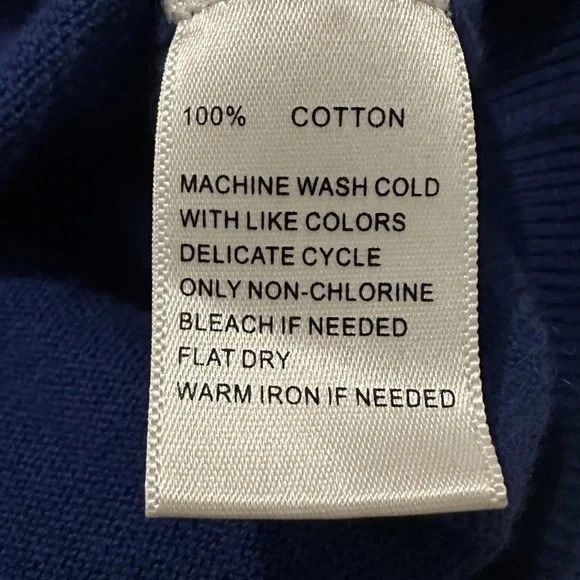 100% COTTON
MACHINE WASH COLD
WITH LIKE COLORS
DELICATE CYCLE
ONLY NON-CHLORINE
BLEACH IF NEEDED
FLAT DRY
WARM IRON IF NEEDED